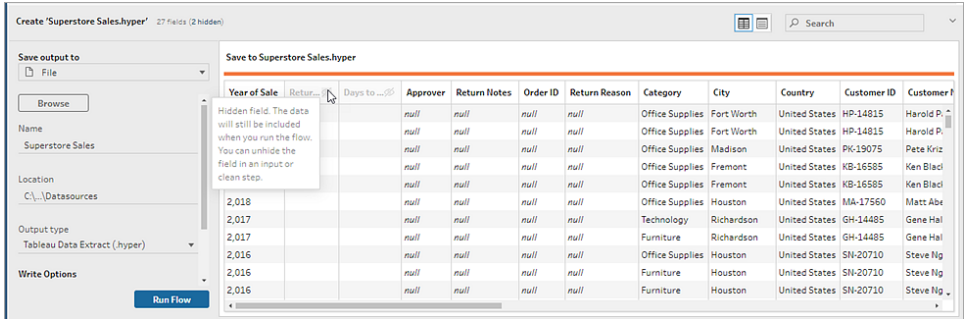 Create 'Superstore Sales.hyper' 27 fields (2 hidden)
Search
Save output to
File
Browse
Name
Superstore Sales
Location
C:\...\Datasources
Output type
Tableau Data Extract (.hyper)
Write Options
Run Flow
Save to Superstore Sales.hyper
Year of Sale Retur... Days to ... Approver Return Notes Order ID Return Reason Category City Country Customer ID Customer N
Hidden field. The data
will still be included
when you run the flow.
You can unhide the
field in an input or
clean step.
null null null null Office Supplies Fort Worth United States HP-14815 Harold Pa
null null null null Office Supplies Fort Worth United States HP-14815 Harold Pa
null null null null Office Supplies Madison United States PK-19075 Pete Kriz
null null null null Office Supplies Fremont United States KB-16585 Ken Black
null null null null Office Supplies Fremont United States KB-16585 Ken Black
2,018 null null null null Office Supplies Houston United States MA-17560 Matt Abe
2,017 null null null null Technology Richardson United States GH-14485 Gene Hal
2,017 null null null null Furniture Richardson United States GH-14485 Gene Hal
2,016 null null null null Office Supplies Houston United States SN-20710 Steve Ng
2,016 null null null null Furniture Houston United States SN-20710 Steve Ng
2,016 null null null null Furniture Houston United States SN-20710 Steve Ng